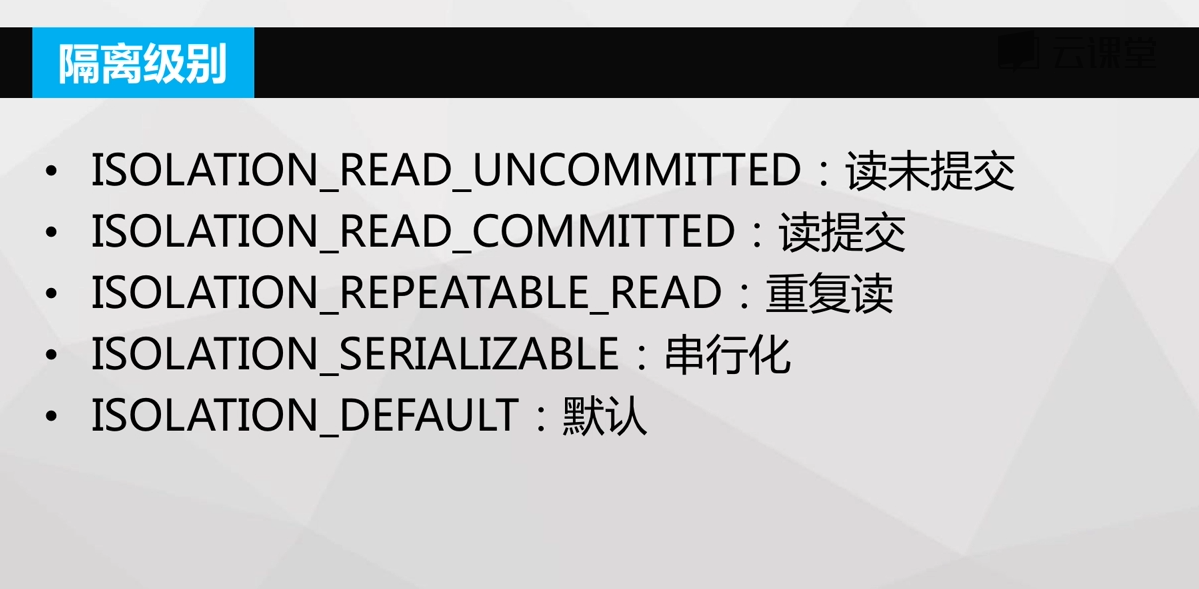 隔离级别
云课堂
• ISOLATION_READ_UNCOMMITTED：读未提交
• ISOLATION_READ_COMMITTED：读提交
• ISOLATION_REPEATABLE_READ：重复读
• ISOLATION_SERIALIZABLE：串行化
• ISOLATION_DEFAULT：默认